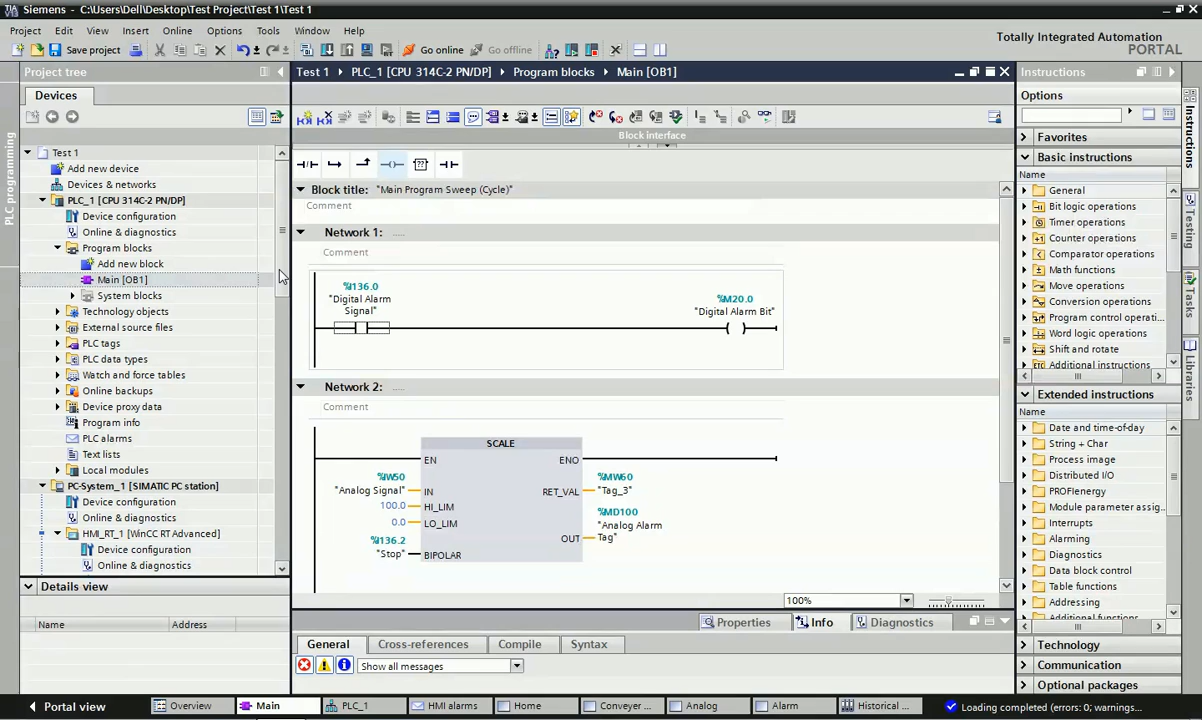 Siemens - C:\Users\Dell\Desktop\Test Project\Test 1\Test 1
Project Edit View Insert Online Options Tools Window Help
Totally Integrated Automation
PORTAL
Save project
Go online
Go offline
Project tree
Devices
PLC programming
Test 1
Add new device
Devices & networks
PLC_1 [CPU 314C-2 PN/DP]
Device configuration
Online & diagnostics
Program blocks
Add new block
Main [OB1]
System blocks
Technology objects
External source files
PLC tags
PLC data types
Watch and force tables
Online backups
Device proxy data
Program info
PLC alarms
Text lists
Local modules
PC-System_1 [SIMATIC PC station]
Device configuration
Online & diagnostics
HMI_RT_1 [WinCC RT Advanced]
Device configuration
Online & diagnostics
Details view
Name Address
Test 1 PLC_1 [CPU 314C-2 PN/DP] Program blocks Main [OB1]
Block interface
Block title: "Main Program Sweep (Cycle)"
Comment
Network 1: .....
Comment
%I136.0
"Digital Alarm
Signal"
%M20.0
"Digital Alarm Bit"
Network 2: .....
Comment
SCALE
EN ENO
%IW50
"Analog Signal" IN
100.0 HI_LIM
0.0 LO_LIM
%I136.2
"Stop" BIPOLAR
%MW60
RET_VAL "Tag_3"
%MD100
"Analog Alarm
OUT Tag"
100%
Properties Info Diagnostics
General Cross-references Compile Syntax
Show all messages
Instructions
Options
Favorites
Basic instructions
Name
General
Bit logic operations
Timer operations
Counter operations
Comparator operations
Math functions
Move operations
Conversion operations
Program control operati...
Word logic operations
Shift and rotate
Additional instructions
Extended instructions
Name
Date and time-of-day
String + Char
Process image
Distributed I/O
PROFIenergy
Module parameter assig...
Interrupts
Alarming
Diagnostics
Data block control
Table functions
Addressing
Additional functions
Technology
Communication
Optional packages
Instructions
Testing
Tasks
Libraries
Portal view Overview Main PLC_1 HMI alarms Home Conveyer ... Analog Alarm Historical ... Loading completed (errors: 0; warnings...